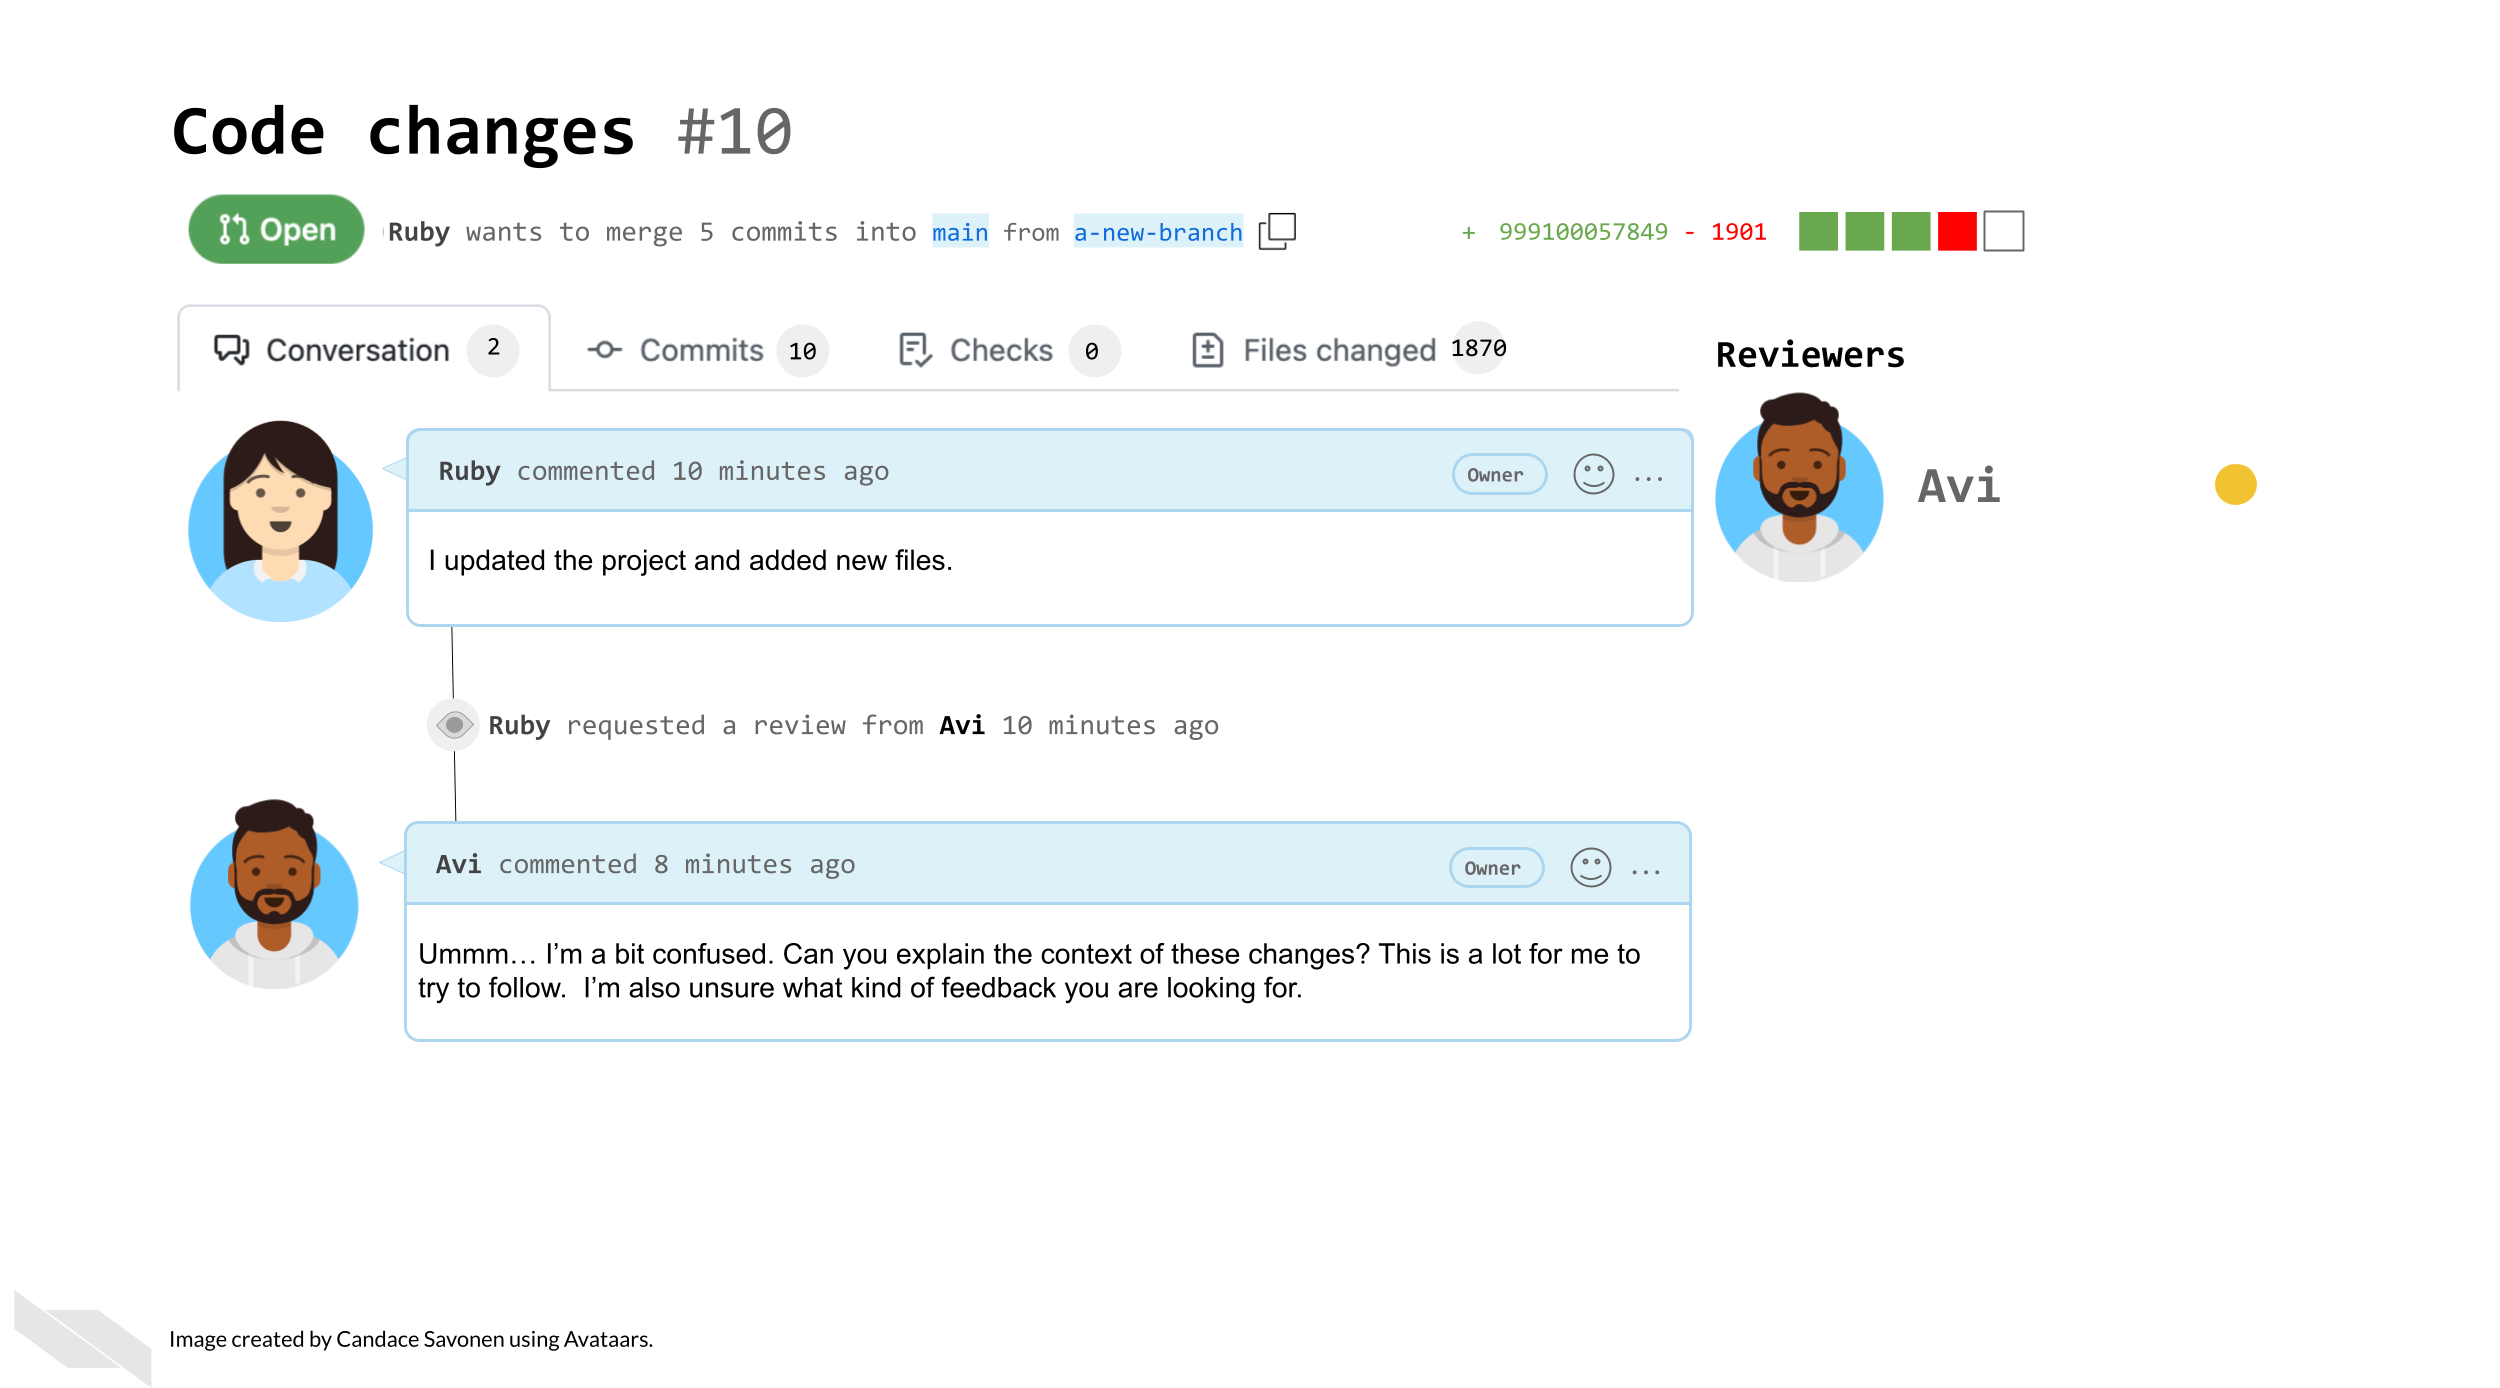 Code changes #10
Open Ruby wants to merge 5 commits into main from a-new-branch + 999100057849 - 1901
Conversation 2 Commits 10 Checks 0 Files changed 1870
Reviewers
Ruby commented 10 minutes ago Owner ...
Avi
I updated the project and added new files.
Ruby requested a review from Avi 10 minutes ago
Avi commented 8 minutes ago Owner ...
Ummm… I’m a bit confused. Can you explain the context of these changes? This is a lot for me to
try to follow.  I’m also unsure what kind of feedback you are looking for.
Image created by Candace Savonen using Avataars.